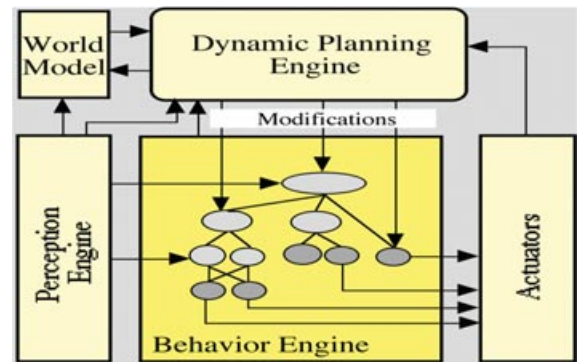 World
Model
Dynamic Planning
Engine
Modifications
Perception
Engine
Behavior Engine
Actuators